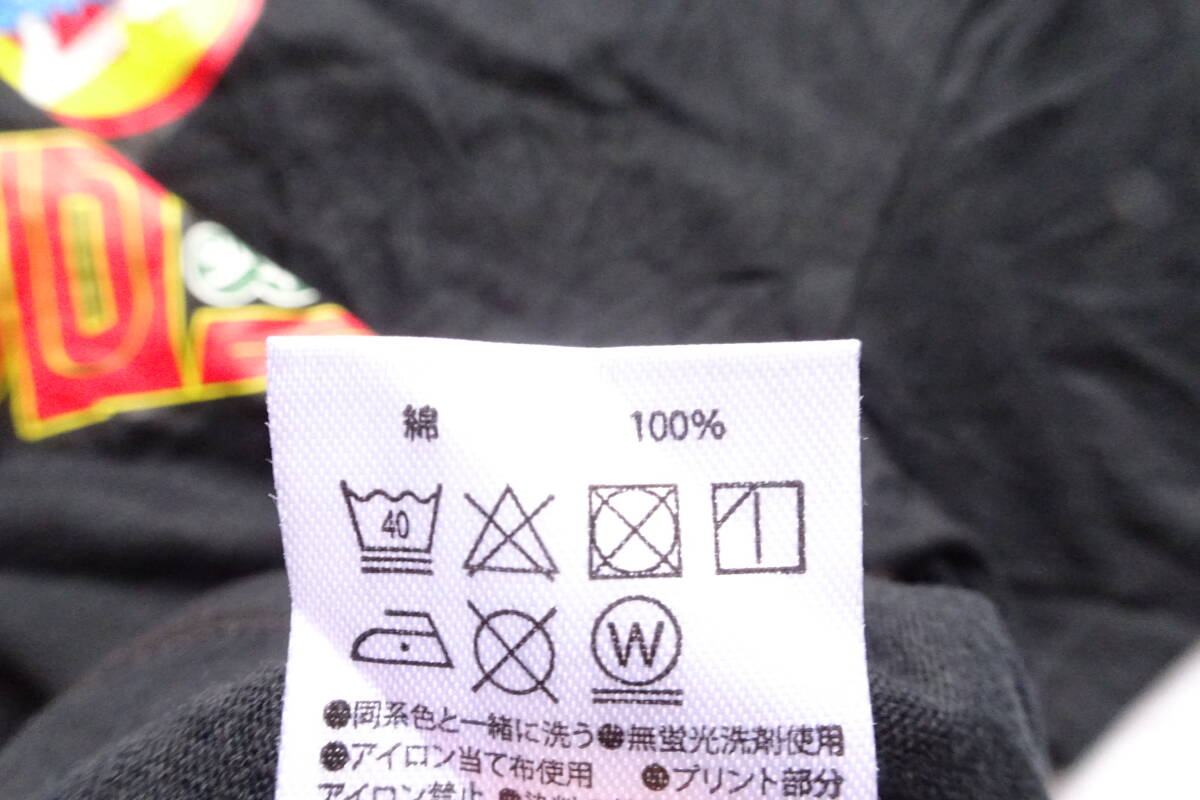 綿 100%
40
W
●同系色と一緒に洗う●無蛍光洗剤使用
●アイロン当て布使用 ●プリント部分
アイロン禁止